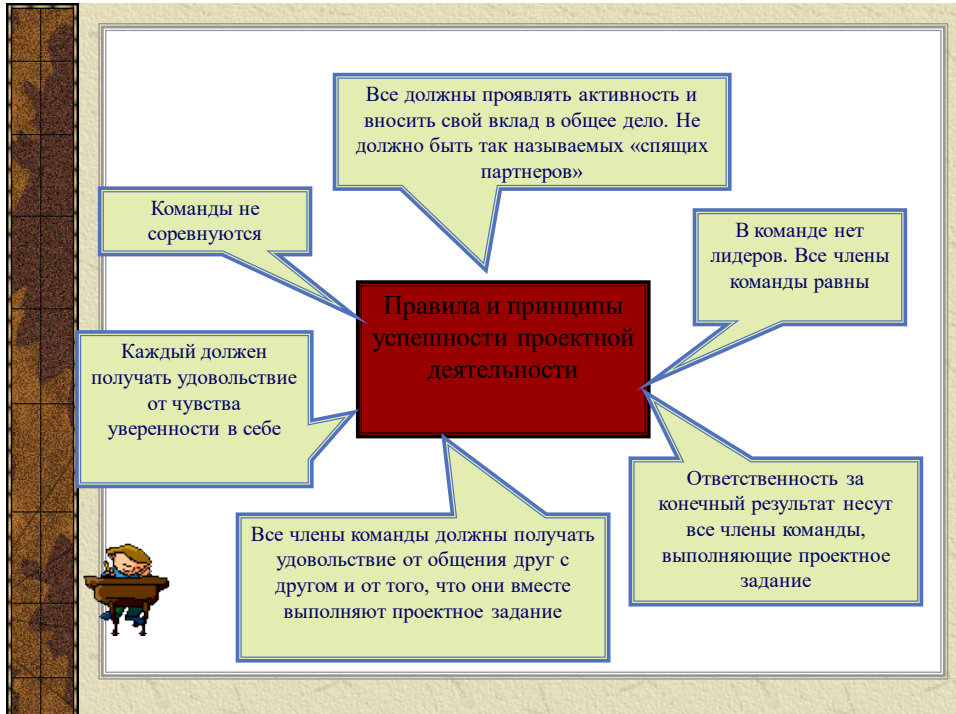 Все должны проявлять активность и
вносить свой вклад в общее дело. Не
должно быть так называемых «спящих
партнеров»
Команды не
соревнуются
В команде нет
лидеров. Все члены
команды равны
Правила и принципы
успешности проектной
деятельности
Каждый должен
получать удовольствие
от чувства
уверенности в себе
Ответственность за
конечный результат несут
все члены команды,
выполняющие проектное
задание
Все члены команды должны получать
удовольствие от общения друг с
другом и от того, что они вместе
выполняют проектное задание